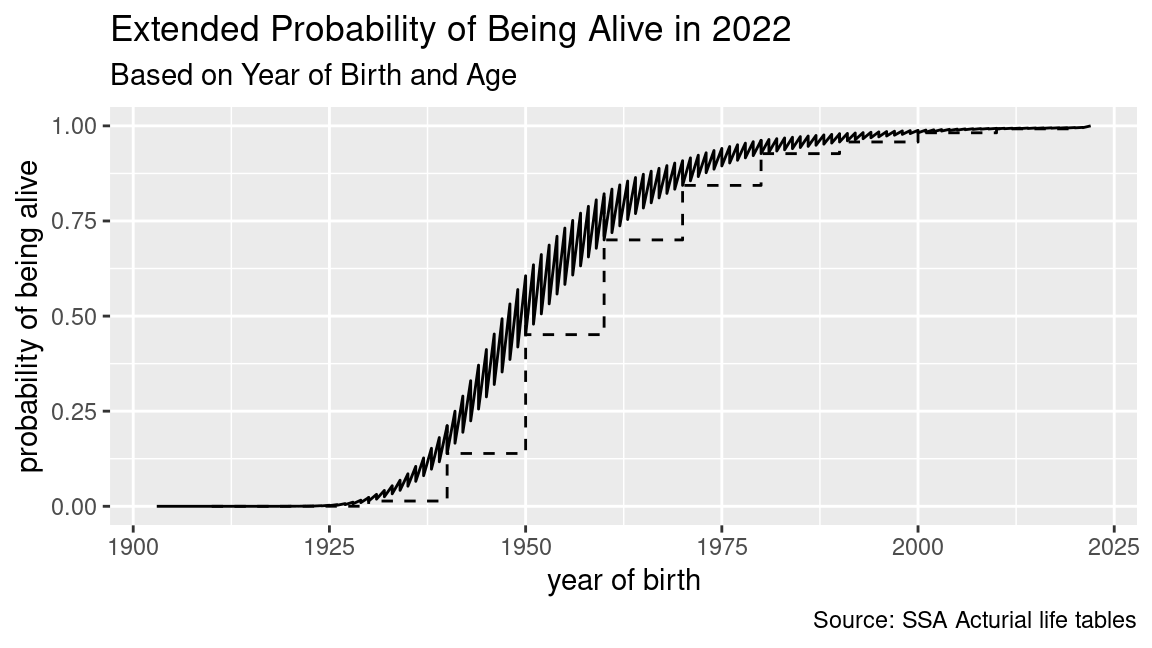 Extended Probability of Being Alive in 2022
Based on Year of Birth and Age
probability of being alive
1.00
0.75
0.50
0.25
0.00
1900 1925 1950 1975 2000 2025
year of birth
Source: SSA Acturial life tables